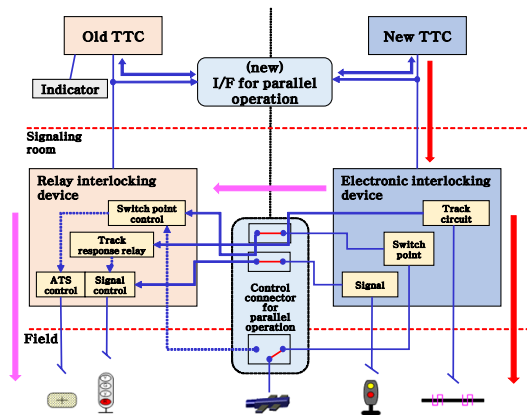 Old TTC
New TTC
(new)
I/F for parallel
operation
Indicator
Signaling
room
Relay interlocking
device
Electronic interlocking
device
Switch point
control
Track
circuit
Track
response relay
Switch
point
ATS
control
Signal
control
Signal
Control
connector
for
parallel
operation
Field